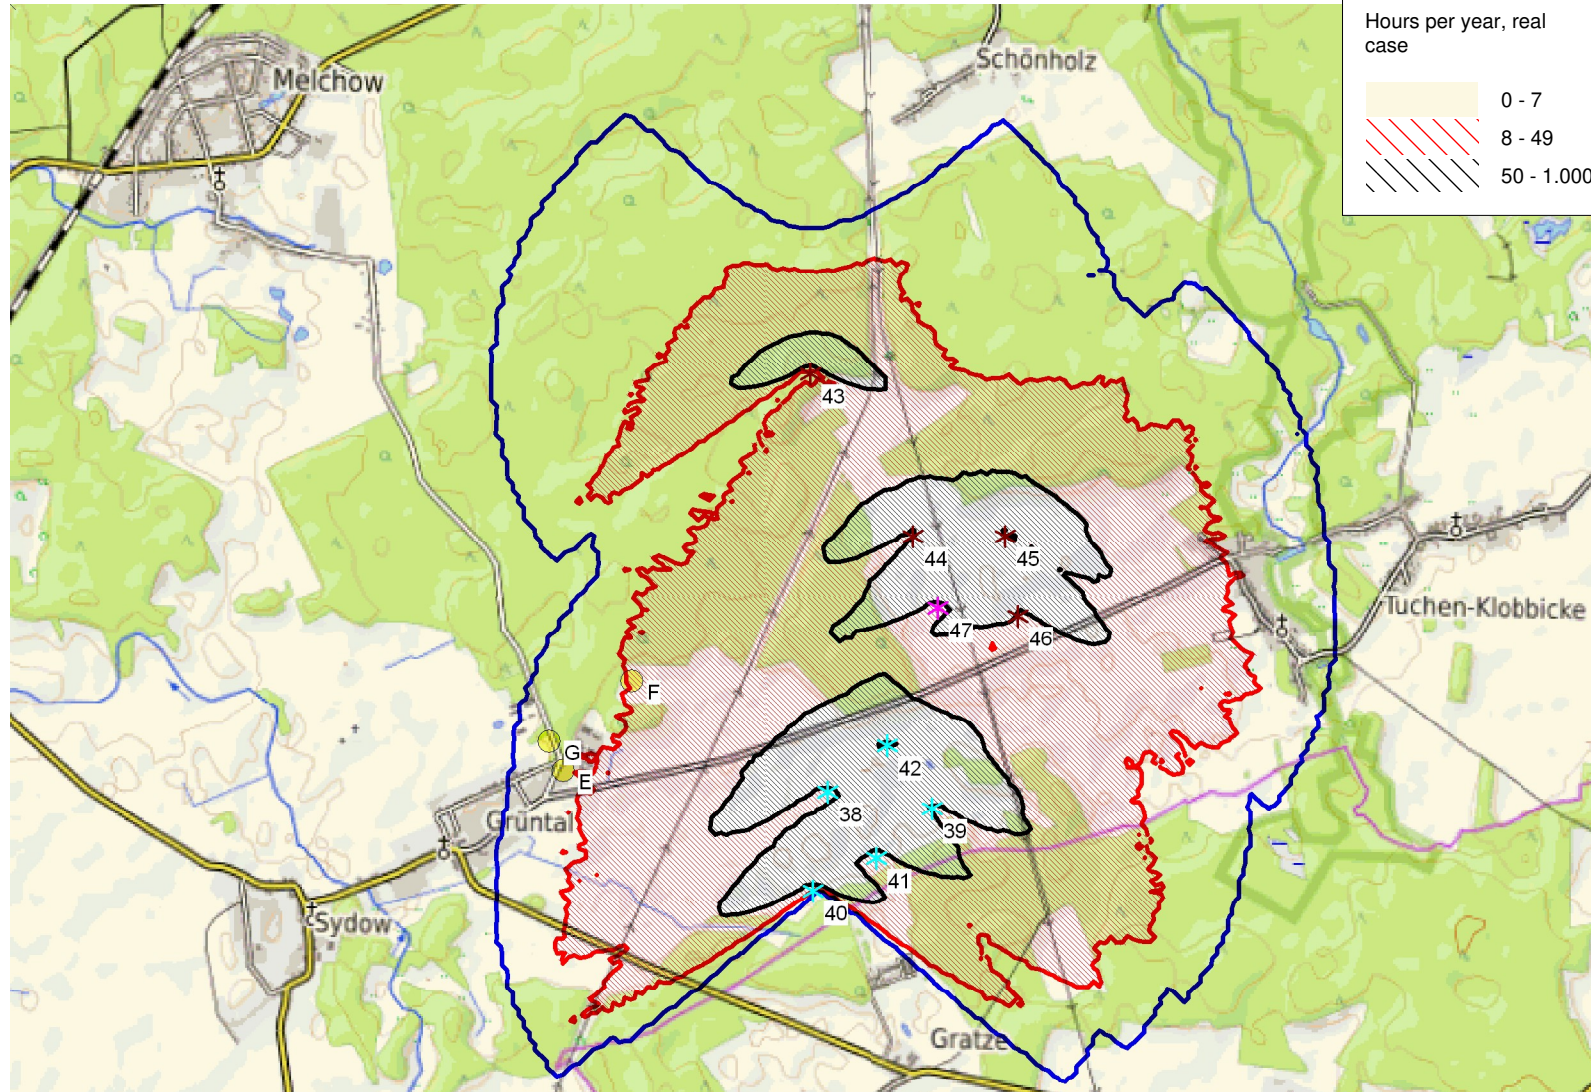 Hours per year, real
case
0 - 7
8 - 49
50 - 1.000
Schönholz
Melchow
43
44
45
47
46
Tuchen-Klobbicke
F
G
E
42
38
39
Grüntal
41
40
Sydow
Gratze